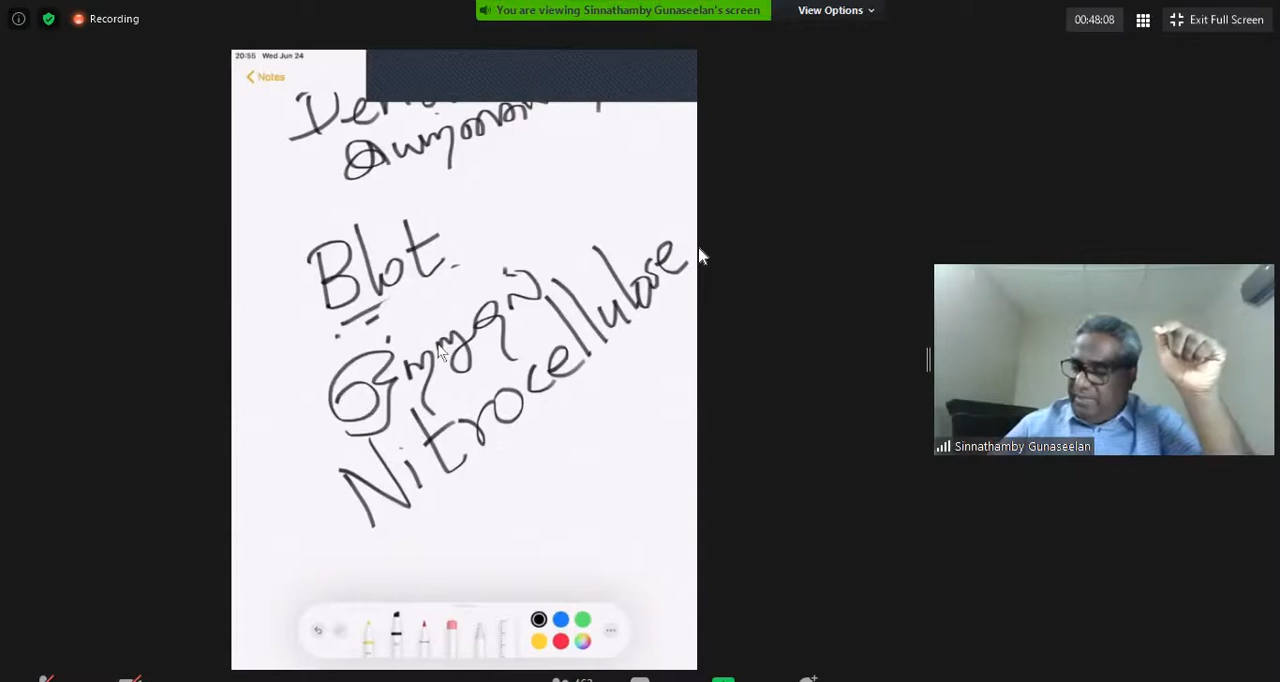 Recording
You are viewing Sinnathamby Gunaseelan's screen
View Options
00:48:08
Exit Full Screen
20:55 Wed Jun 24
Notes
Blot.
Nitrocellulose
Sinnathamby Gunaseelan